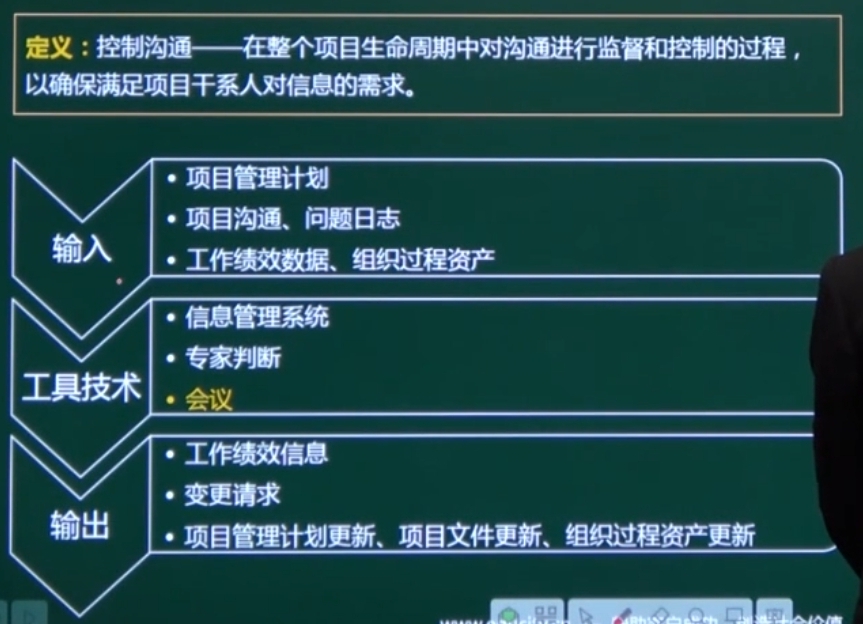 定义：控制沟通——在整个项目生命周期中对沟通进行监督和控制的过程，
以确保满足项目干系人对信息的需求。
输入
• 项目管理计划
• 项目沟通、问题日志
• 工作绩效数据、组织过程资产
工具技术
• 信息管理系统
• 专家判断
• 会议
输出
• 工作绩效信息
• 变更请求
• 项目管理计划更新、项目文件更新、组织过程资产更新